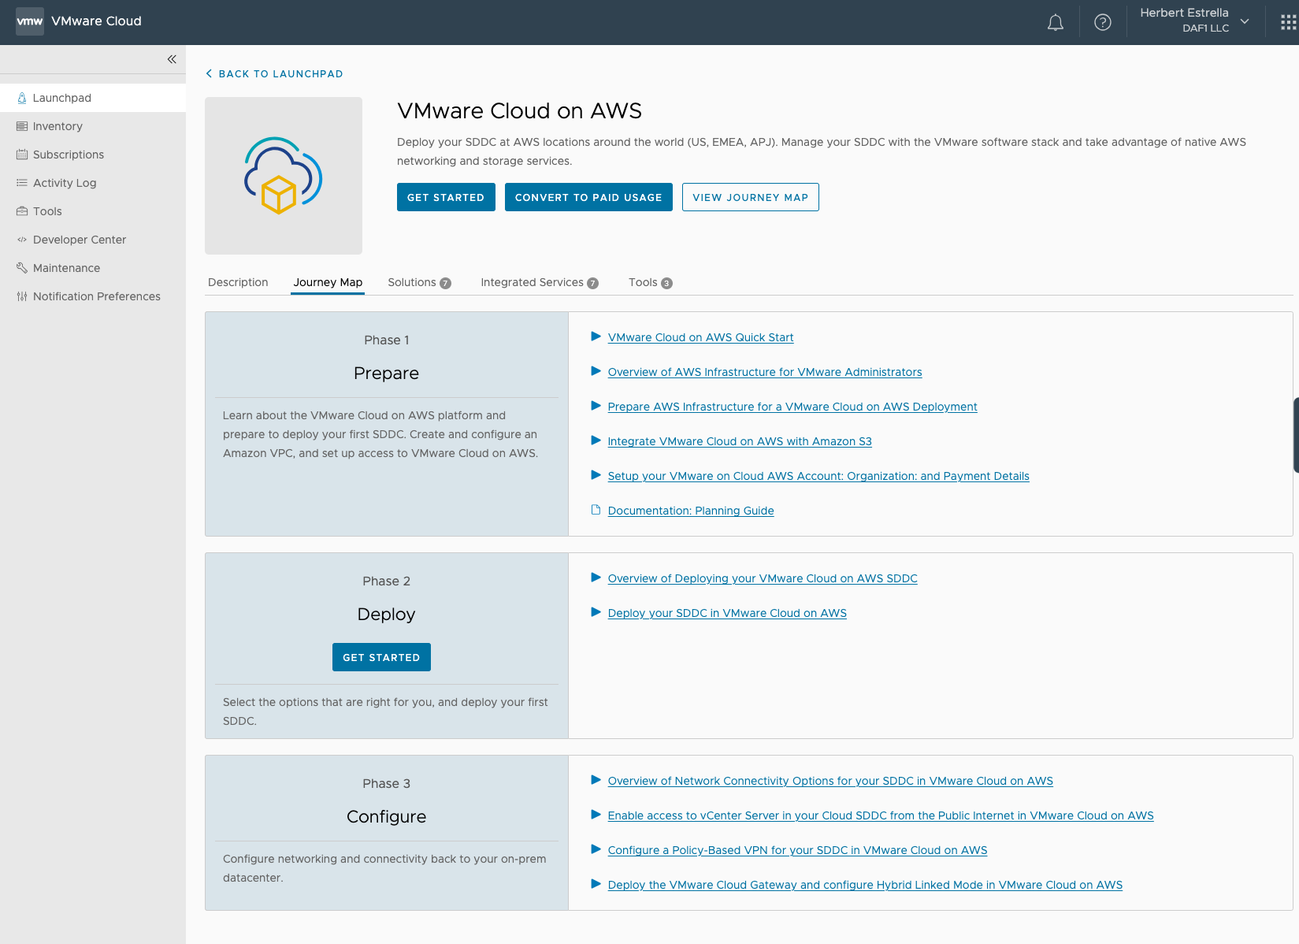 vmw VMware Cloud
Herbert Estrella
DAF1 LLC
Launchpad
Inventory
Subscriptions
Activity Log
Tools
Developer Center
Maintenance
Notification Preferences
BACK TO LAUNCHPAD
VMware Cloud on AWS
Deploy your SDDC at AWS locations around the world (US, EMEA, APJ). Manage your SDDC with the VMware software stack and take advantage of native AWS
networking and storage services.
GET STARTED CONVERT TO PAID USAGE VIEW JOURNEY MAP
Description Journey Map Solutions 7 Integrated Services 7 Tools 3
Phase 1
Prepare
Learn about the VMware Cloud on AWS platform and
prepare to deploy your first SDDC. Create and configure an
Amazon VPC, and set up access to VMware Cloud on AWS.
VMware Cloud on AWS Quick Start
Overview of AWS Infrastructure for VMware Administrators
Prepare AWS Infrastructure for a VMware Cloud on AWS Deployment
Integrate VMware Cloud on AWS with Amazon S3
Setup your VMware on Cloud AWS Account: Organization: and Payment Details
Documentation: Planning Guide
Phase 2
Deploy
GET STARTED
Select the options that are right for you, and deploy your first
SDDC.
Overview of Deploying your VMware Cloud on AWS SDDC
Deploy your SDDC in VMware Cloud on AWS
Phase 3
Configure
Configure networking and connectivity back to your on-prem
datacenter.
Overview of Network Connectivity Options for your SDDC in VMware Cloud on AWS
Enable access to vCenter Server in your Cloud SDDC from the Public Internet in VMware Cloud on AWS
Configure a Policy-Based VPN for your SDDC in VMware Cloud on AWS
Deploy the VMware Cloud Gateway and configure Hybrid Linked Mode in VMware Cloud on AWS